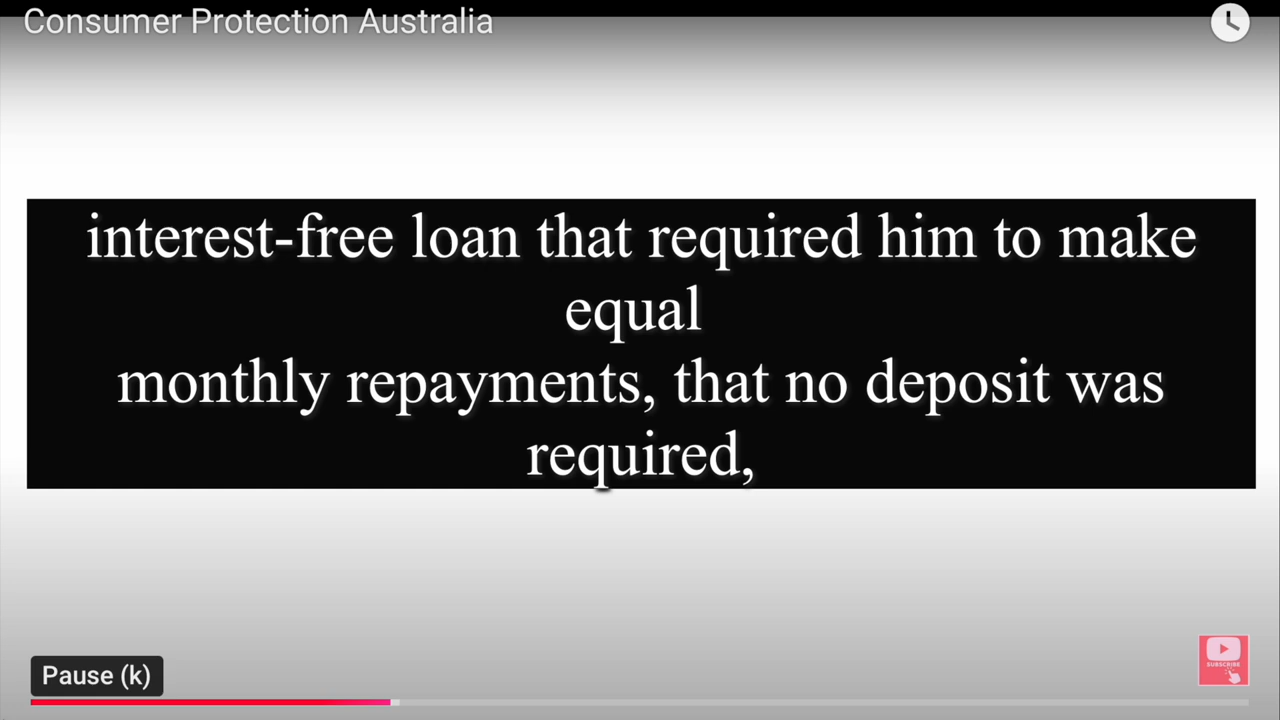 Consumer Protection Australia
interest-free loan that required him to make
equal
monthly repayments, that no deposit was
required,
SUBSCRIBE
Pause (k)